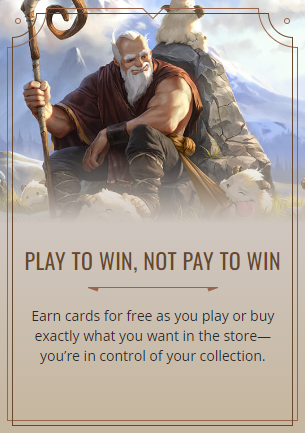 PLAY TO WIN, NOT PAY TO WIN
Earn cards for free as you play or buy
exactly what you want in the store—
you’re in control of your collection.